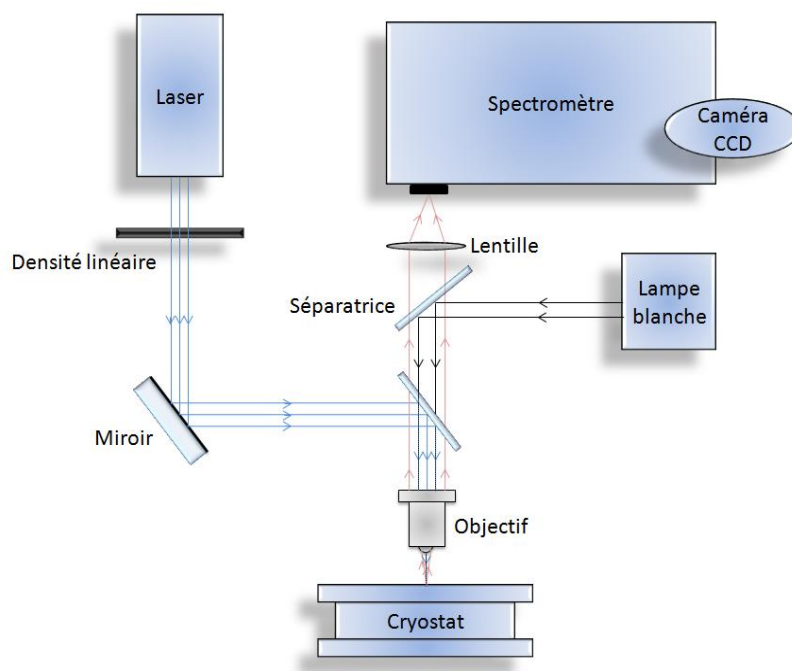 Laser
Spectromètre
Caméra
CCD
Densité linéaire
Lentille
Séparatrice
Lampe
blanche
Miroir
Objectif
Cryostat